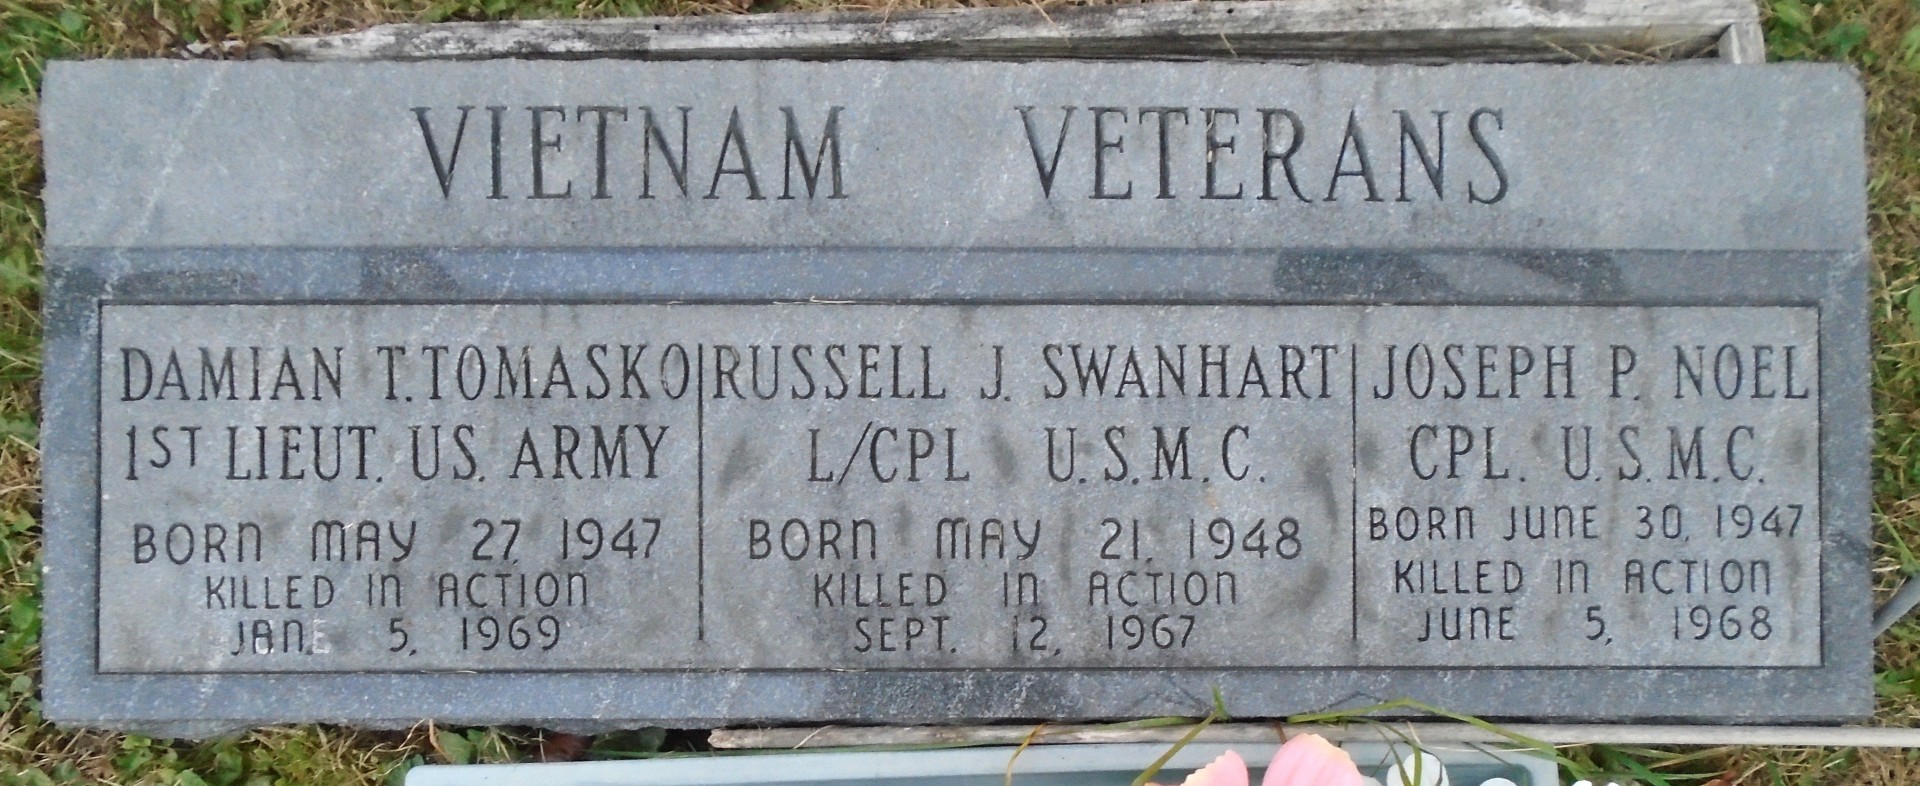 VIETNAM VETERANS
DAMIAN T. TOMASKO
1ST LIEUT. US. ARMY
BORN MAY 27, 1947
KILLED IN ACTION
JAN. 5, 1969
RUSSELL J. SWANHART
L/CPL U.S.M.C.
BORN MAY 21, 1948
KILLED IN ACTION
SEPT. 12, 1967
JOSEPH P. NOEL
CPL. U.S.M.C.
BORN JUNE 30, 1947
KILLED IN ACTION
JUNE 5, 1968